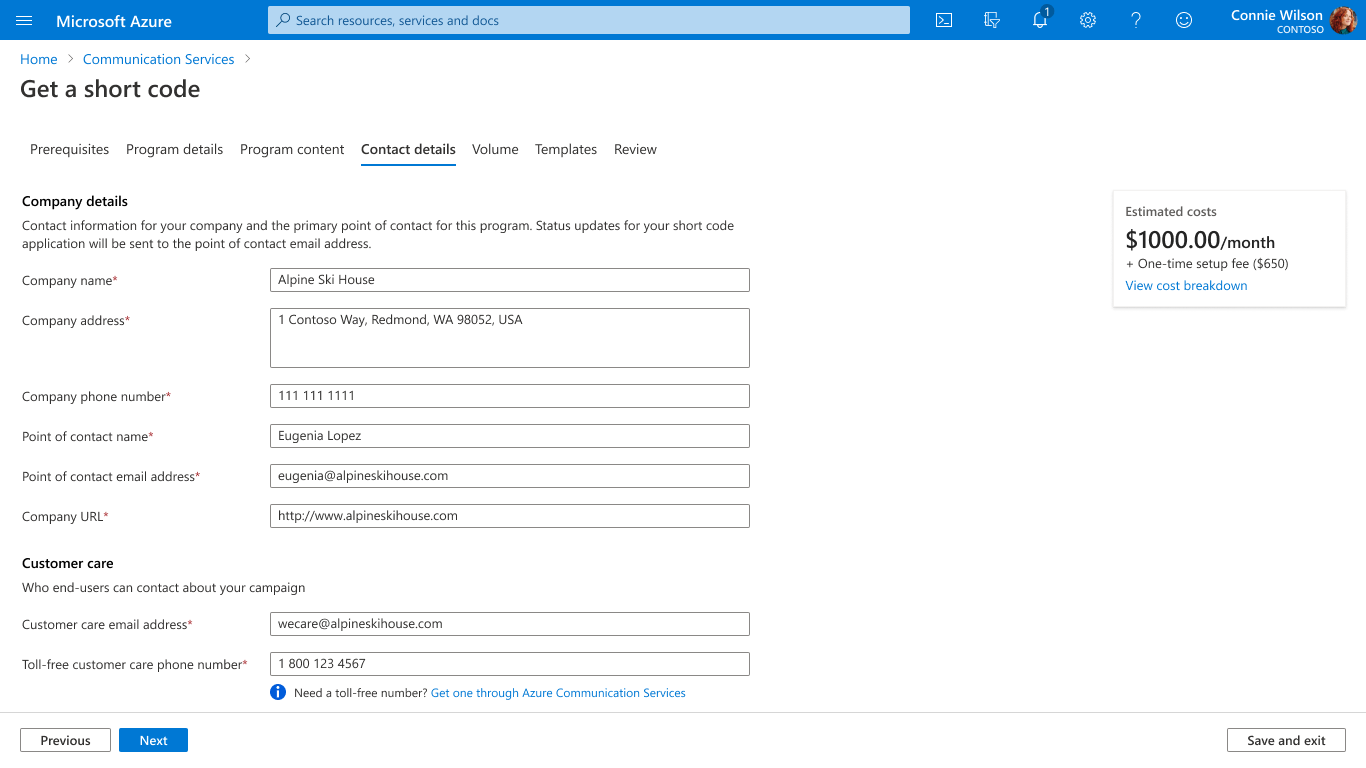 Microsoft Azure
Search resources, services and docs
1
Connie Wilson
CONTOSO
Home > Communication Services >
Get a short code
Prerequisites Program details Program content Contact details Volume Templates Review
Company details
Contact information for your company and the primary point of contact for this program. Status updates for your short code
application will be sent to the point of contact email address.
Company name* Alpine Ski House
Company address* 1 Contoso Way, Redmond, WA 98052, USA
Company phone number* 111 111 1111
Point of contact name* Eugenia Lopez
Point of contact email address* eugenia@alpineskihouse.com
Company URL* http://www.alpineskihouse.com
Customer care
Who end-users can contact about your campaign
Customer care email address* wecare@alpineskihouse.com
Toll-free customer care phone number* 1 800 123 4567
Need a toll-free number? Get one through Azure Communication Services
Estimated costs
$1000.00/month
+ One-time setup fee ($650)
View cost breakdown
Previous Next Save and exit